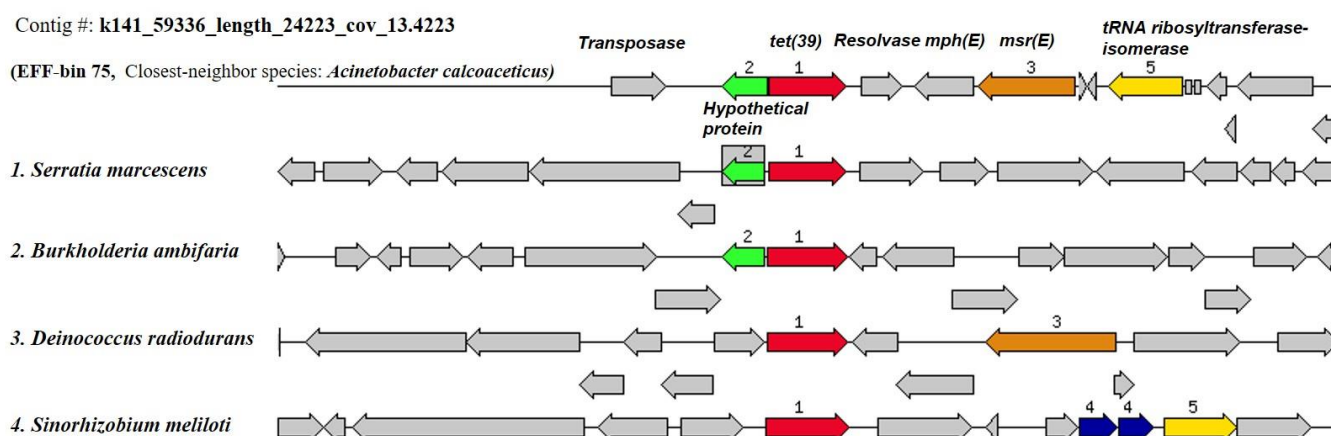 Contig #: k141_59336_length_24223_cov_13.4223
(EFF-bin 75, Closest-neighbor species: Acinetobacter calcoaceticus)
Transposase tet(39) Resolvase mph(E) msr(E) tRNA ribosyltransferase-
isomerase
2 1 3 5
Hypothetical
protein
1. Serratia marcescens
2 1
2. Burkholderia ambifaria
2 1
3. Deinococcus radiodurans
1 3
4. Sinorhizobium meliloti
1 4 4 5